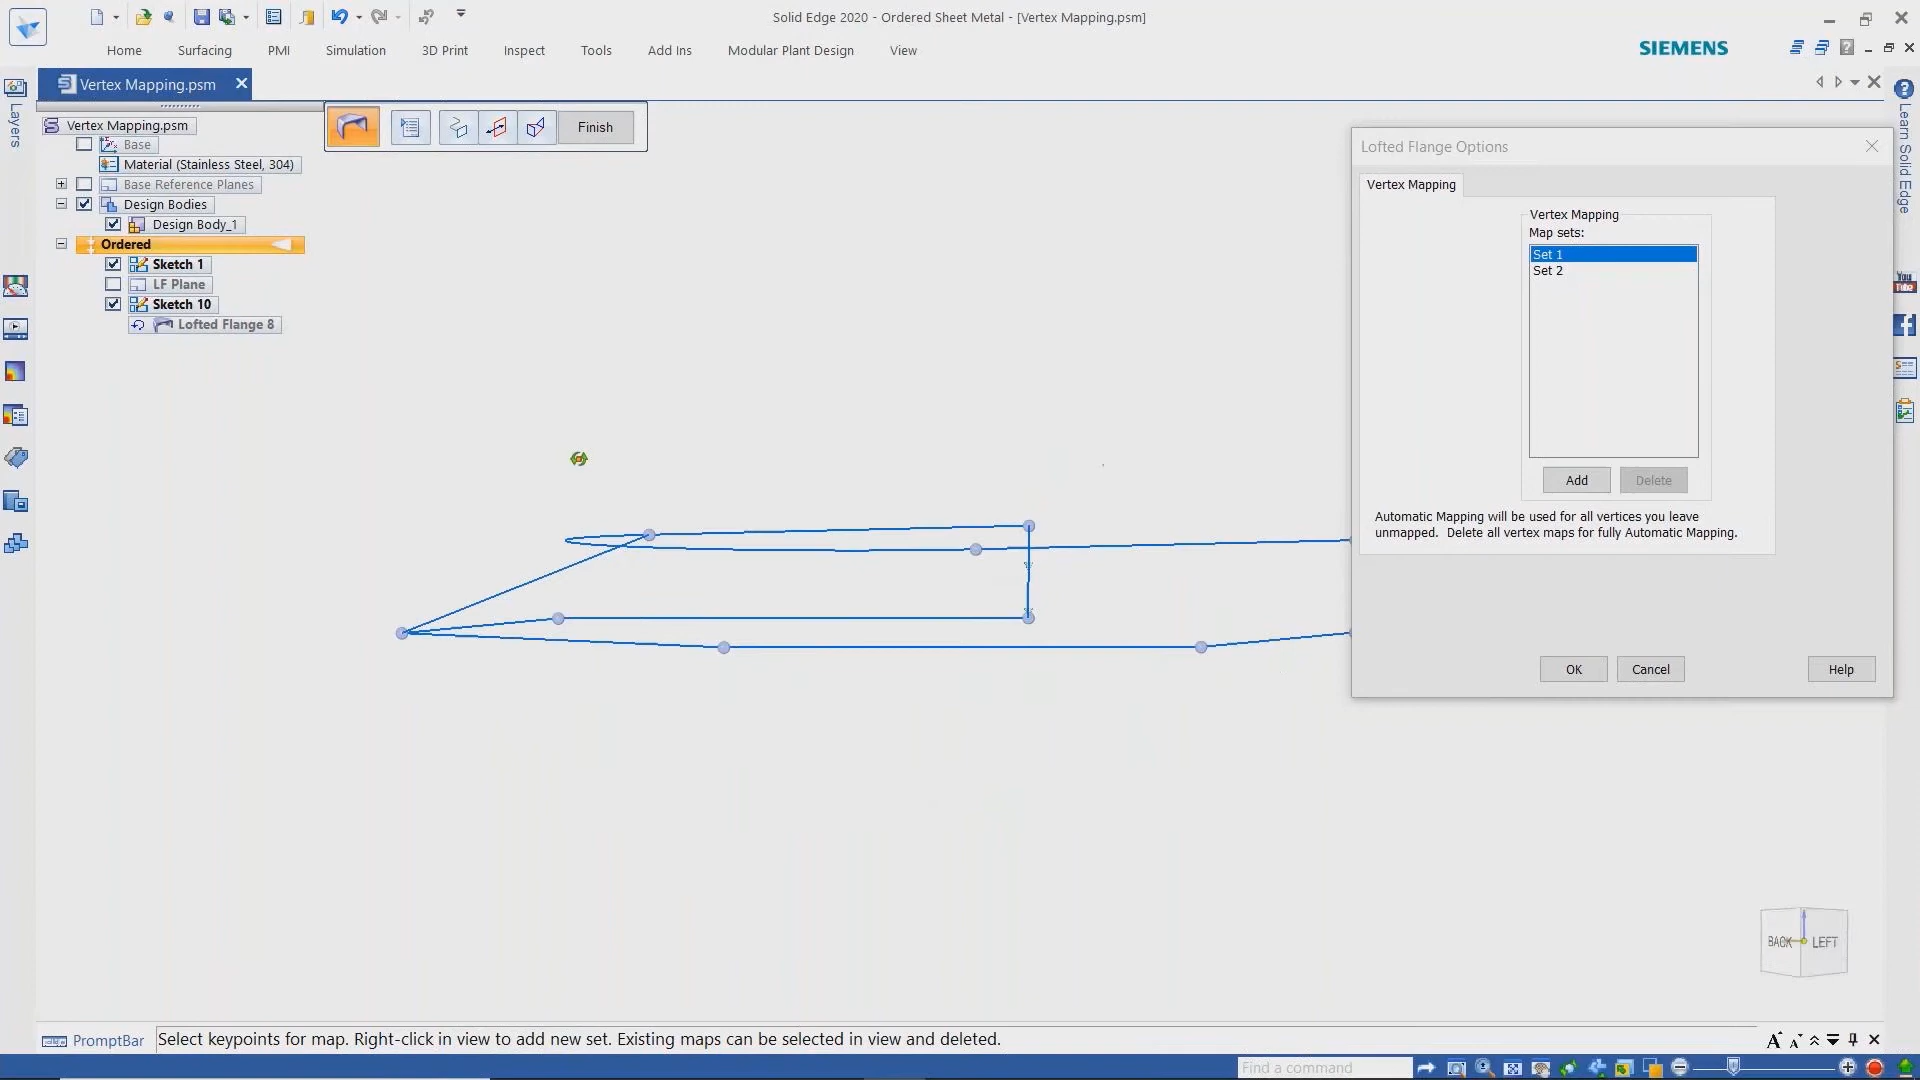 Solid Edge 2020 - Ordered Sheet Metal - [Vertex Mapping.psm]
Home Surfacing PMI Simulation 3D Print Inspect Tools Add Ins Modular Plant Design View
SIEMENS
Vertex Mapping.psm
Layers
Learn Solid Edge
Vertex Mapping.psm
Base
Material (Stainless Steel, 304)
Base Reference Planes
Design Bodies
Design Body_1
Ordered
Sketch 1
LF Plane
Sketch 10
Lofted Flange 8
Finish
Lofted Flange Options
Vertex Mapping
Vertex Mapping
Map sets:
Set 1
Set 2
Add Delete
Automatic Mapping will be used for all vertices you leave
unmapped. Delete all vertex maps for fully Automatic Mapping.
OK Cancel Help
You
Tube
BACK LEFT
PromptBar Select keypoints for map. Right-click in view to add new set. Existing maps can be selected in view and deleted.
Find a command